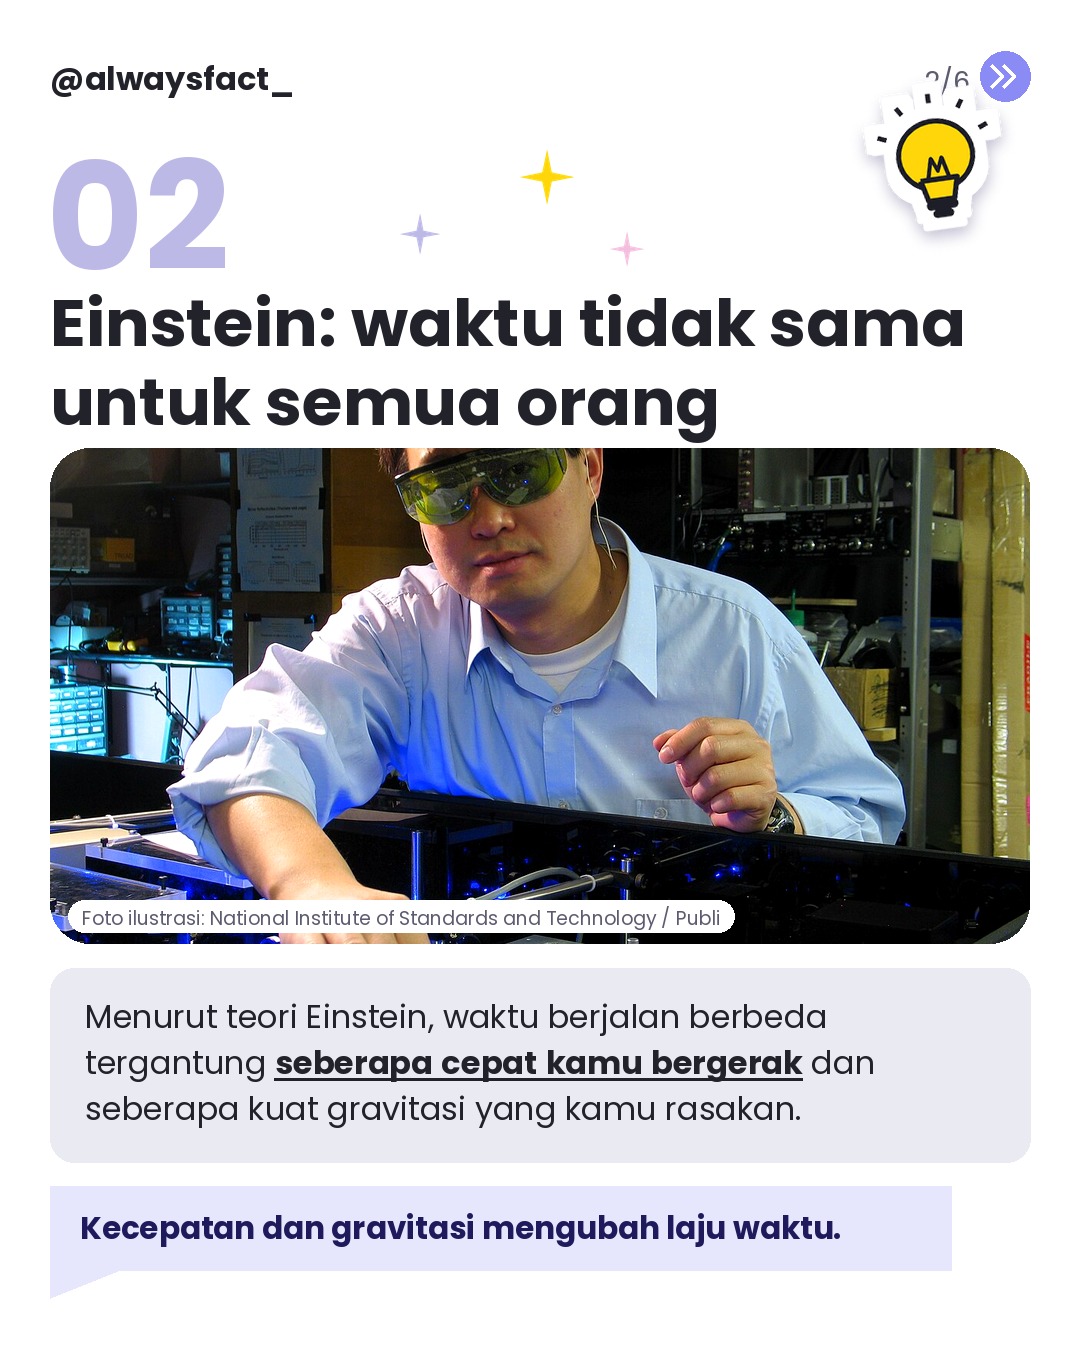 @alwaysfact_
2/6
02
Einstein: waktu tidak sama
untuk semua orang
Foto ilustrasi: National Institute of Standards and Technology / Publi
Menurut teori Einstein, waktu berjalan berbeda
tergantung seberapa cepat kamu bergerak dan
seberapa kuat gravitasi yang kamu rasakan.
Kecepatan dan gravitasi mengubah laju waktu.